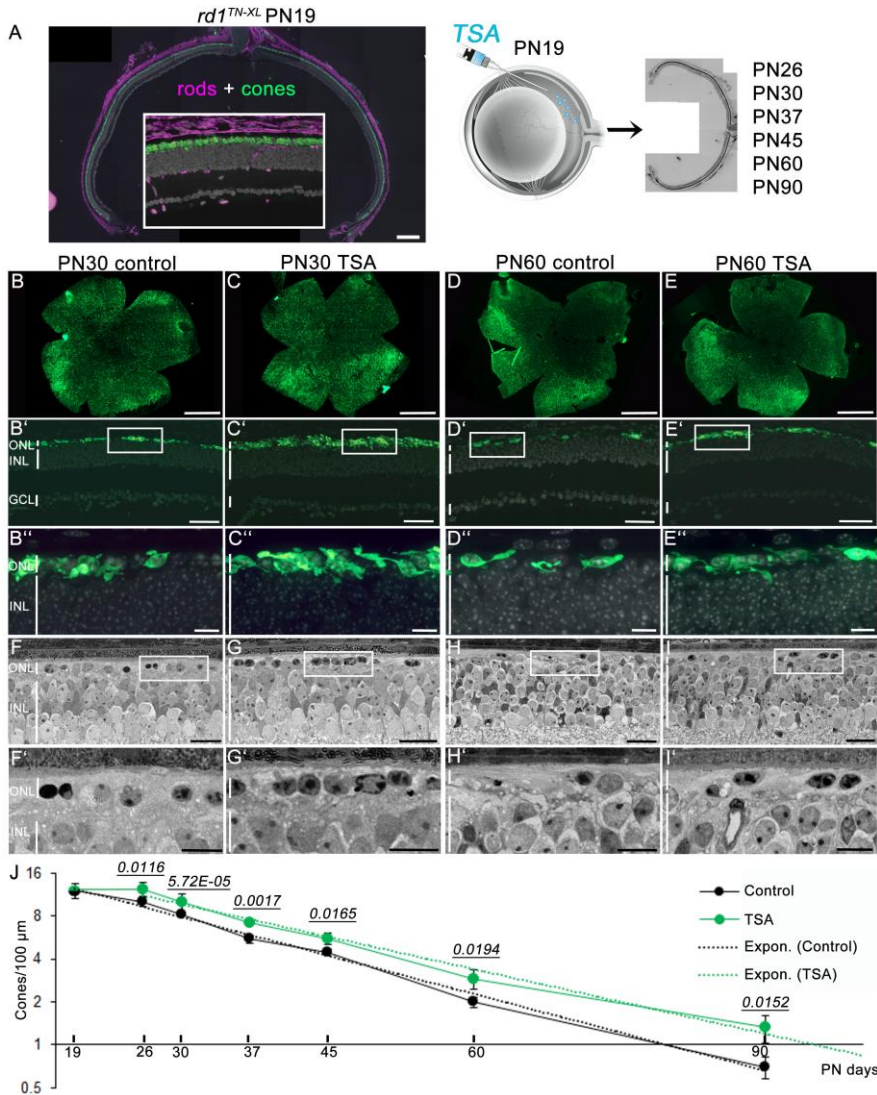 rd1TN-XL PN19
A
rods + cones
TSA
PN19
PN26
PN30
PN37
PN45
PN60
PN90
PN30 control
PN30 TSA
PN60 control
PN60 TSA
B
C
D
E
B'
C'
D'
E'
ONL
INL
GCL
B''
C''
D''
E''
ONL
INL
F
G
H
I
ONL
INL
F'
G'
H'
I'
ONL
INL
J
16
8
4
2
1
0.5
Cones/100 µm
0.0116
5.72E-05
0.0017
0.0165
0.0194
0.0152
Control
TSA
Expon. (Control)
Expon. (TSA)
19
26
30
37
45
60
90
PN days